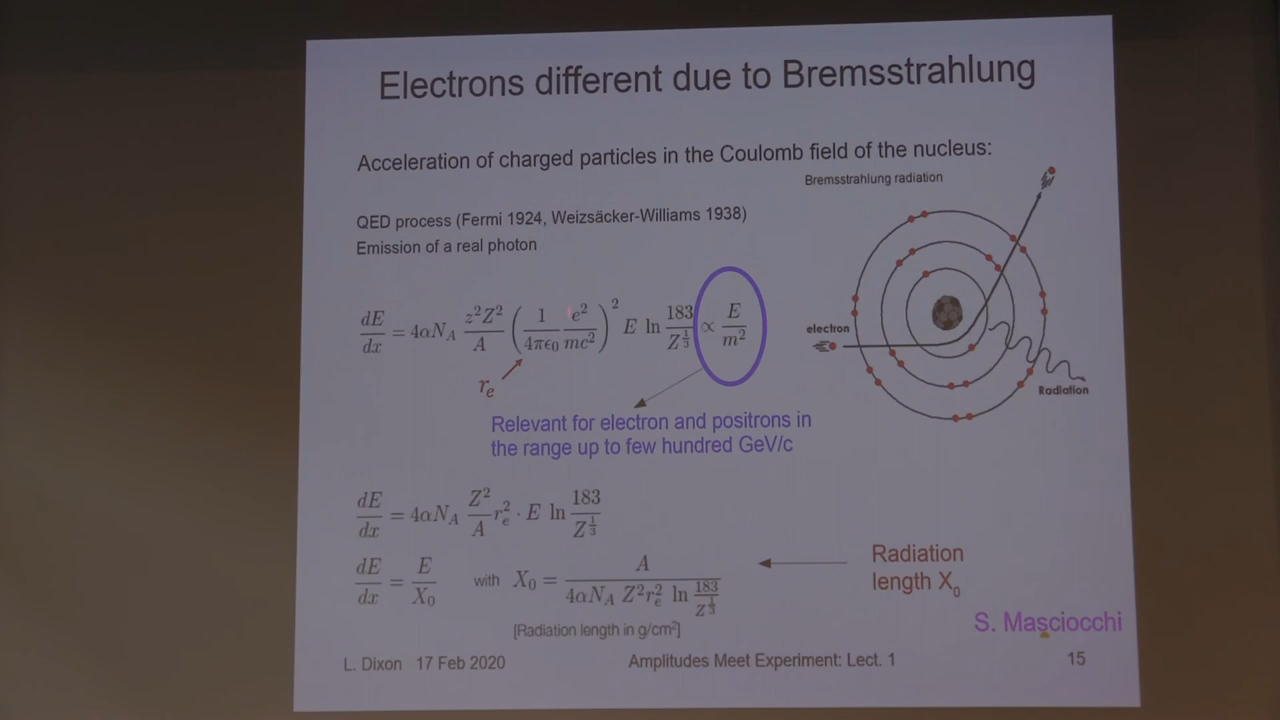 Electrons different due to Bremsstrahlung
Acceleration of charged particles in the Coulomb field of the nucleus:
Bremsstrahlung radiation
QED process (Fermi 1924, Weizsäcker-Williams 1938)
Emission of a real photon
dE/dx = 4αN_A z²Z²/A (1/4πϵ₀ e²/mc²)² E ln 183/Z^⅓ ∝ E/m²
r_e
electron
Radiation
Relevant for electron and positrons in
the range up to few hundred GeV/c
dE/dx = 4αN_A Z²/A r_e² · E ln 183/Z^⅓
dE/dx = E/X₀ with X₀ = A/(4αN_A Z²r_e² ln 183/Z^⅓)
[Radiation length in g/cm²]
Radiation
length X₀
S. Masciocchi
L. Dixon 17 Feb 2020
Amplitudes Meet Experiment: Lect. 1
15